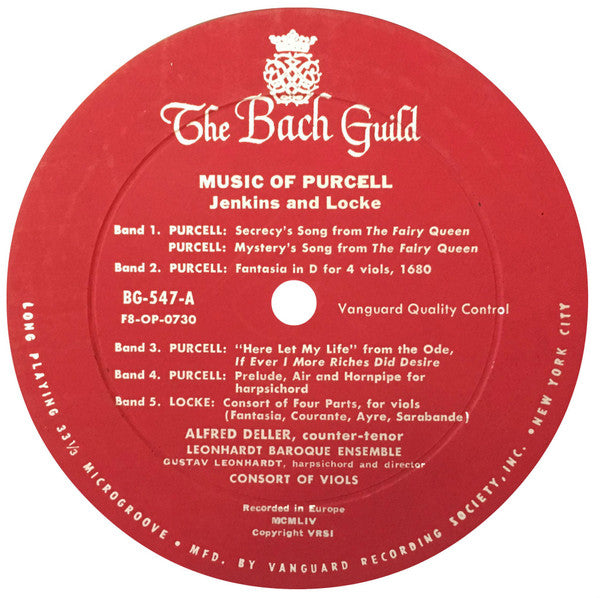 The Bach Guild
MUSIC OF PURCELL
Jenkins and Locke
Band 1. PURCELL: Secrecy's Song from The Fairy Queen
PURCELL: Mystery's Song from The Fairy Queen
Band 2. PURCELL: Fantasia in D for 4 viols, 1680
BG-547-A
F8-OP-0730
Vanguard Quality Control
Band 3. PURCELL: "Here Let My Life" from the Ode,
If Ever I More Riches Did Desire
Band 4. PURCELL: Prelude, Air and Hornpipe for
harpsichord
Band 5. LOCKE: Consort of Four Parts, for viols
(Fantasia, Courante, Ayre, Sarabande)
ALFRED DELLER, counter-tenor
LEONHARDT BAROQUE ENSEMBLE
GUSTAV LEONHARDT, harpsichord and director
CONSORT OF VIOLS
Recorded in Europe
MCMLIV
Copyright VRSI
LONG PLAYING 33 1/3 MICROGROOVE • MFD. BY VANGUARD RECORDING SOCIETY, INC. • NEW YORK CITY